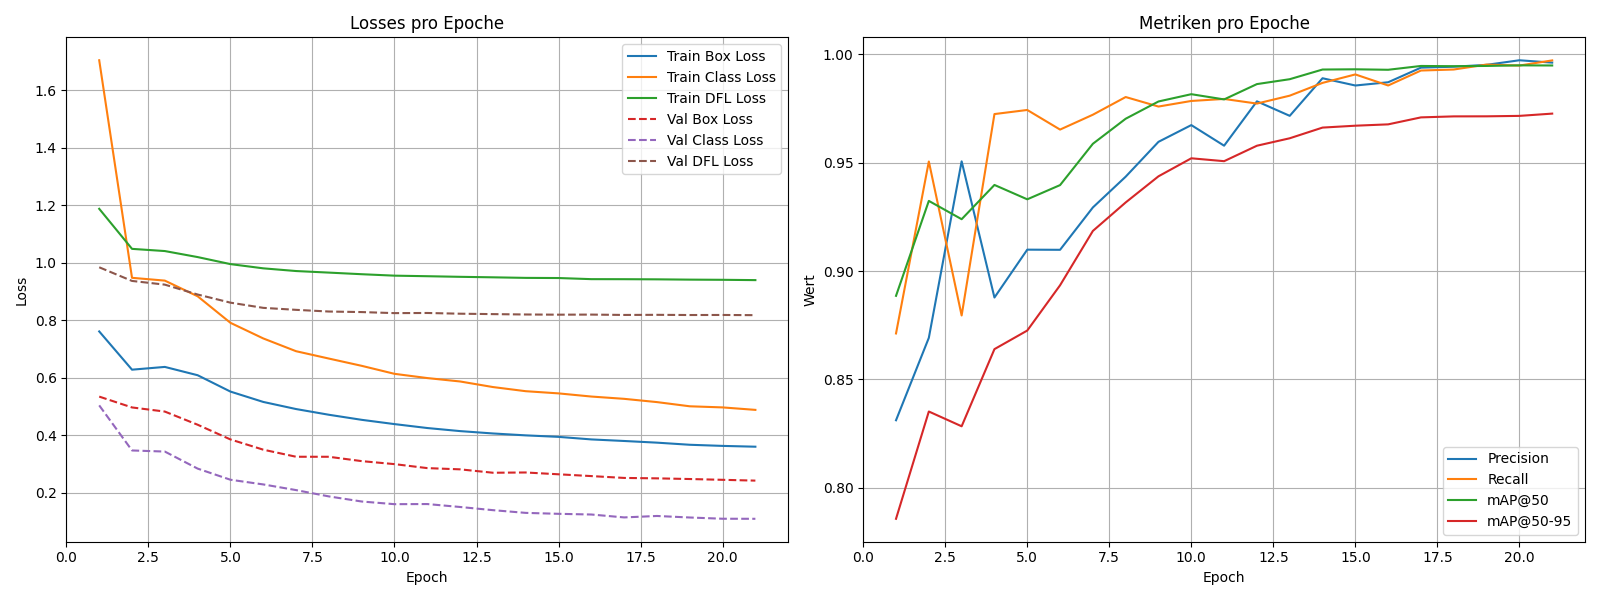 Losses pro Epoche
Loss
1.6
1.4
1.2
1.0
0.8
0.6
0.4
0.2
0.0
2.5
5.0
7.5
10.0
12.5
15.0
17.5
20.0
Epoch
Train Box Loss
Train Class Loss
Train DFL Loss
Val Box Loss
Val Class Loss
Val DFL Loss
Metriken pro Epoche
Wert
1.00
0.95
0.90
0.85
0.80
0.0
2.5
5.0
7.5
10.0
12.5
15.0
17.5
20.0
Epoch
Precision
Recall
mAP@50
mAP@50-95